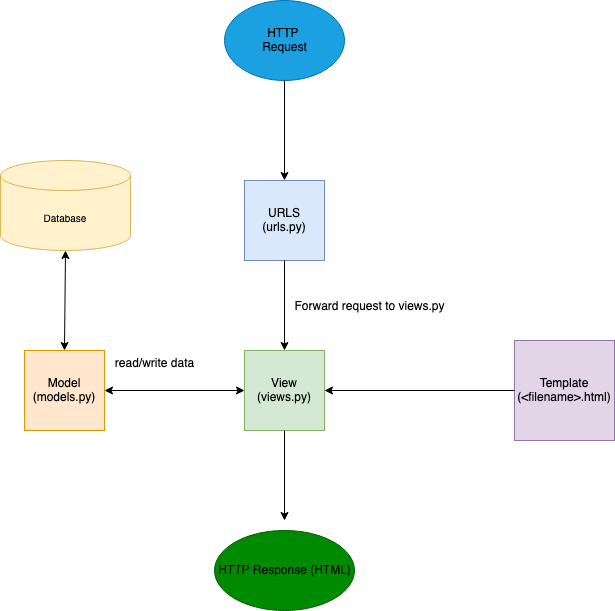 HTTP
Request
Database
URLS
(urls.py)
Forward request to views.py
read/write data
Model
(models.py)
View
(views.py)
Template
(<filename>.html)
HTTP Response (HTML)